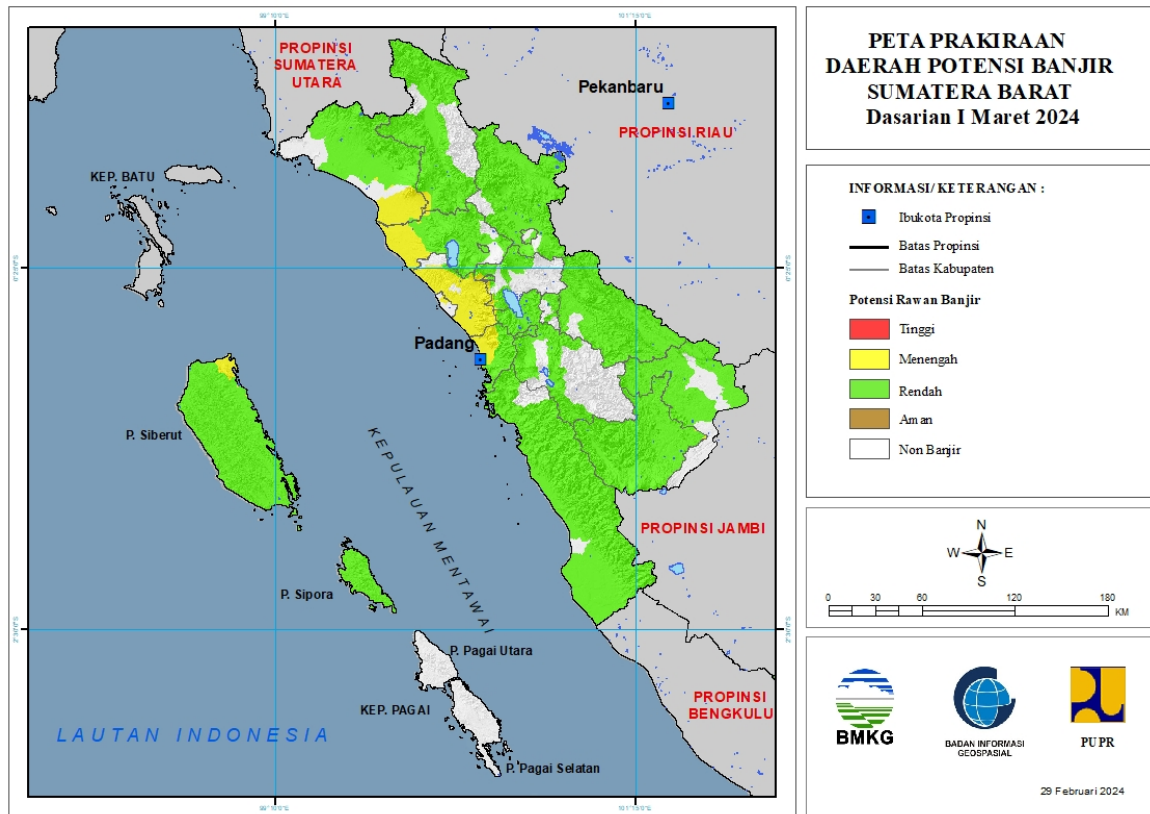 PETA PRAKIRAAN
DAERAH POTENSI BANJIR
SUMATERA BARAT
Dasarian I Maret 2024
INFORMASI/ KETERANGAN :
Ibukota Propinsi
Batas Propinsi
Batas Kabupaten
Potensi Rawan Banjir
Tinggi
Menengah
Rendah
Aman
Non Banjir
N
W E
S
0 30 60 120 180
KM
BMKG
BADAN INFORMASI
GEOSPASIAL
PUPR
29 Februari 2024
PROPINSI
SUMATERA
UTARA
Pekanbaru
PROPINSI RIAU
KEP. BATU
Padang
P. Siberut
KEPULAUAN MENTAWAI
PROPINSI JAMBI
P. Sipora
P. Pagai Utara
KEP. PAGAI
PROPINSI
BENGKULU
LAUTAN INDONESIA
P. Pagai Selatan